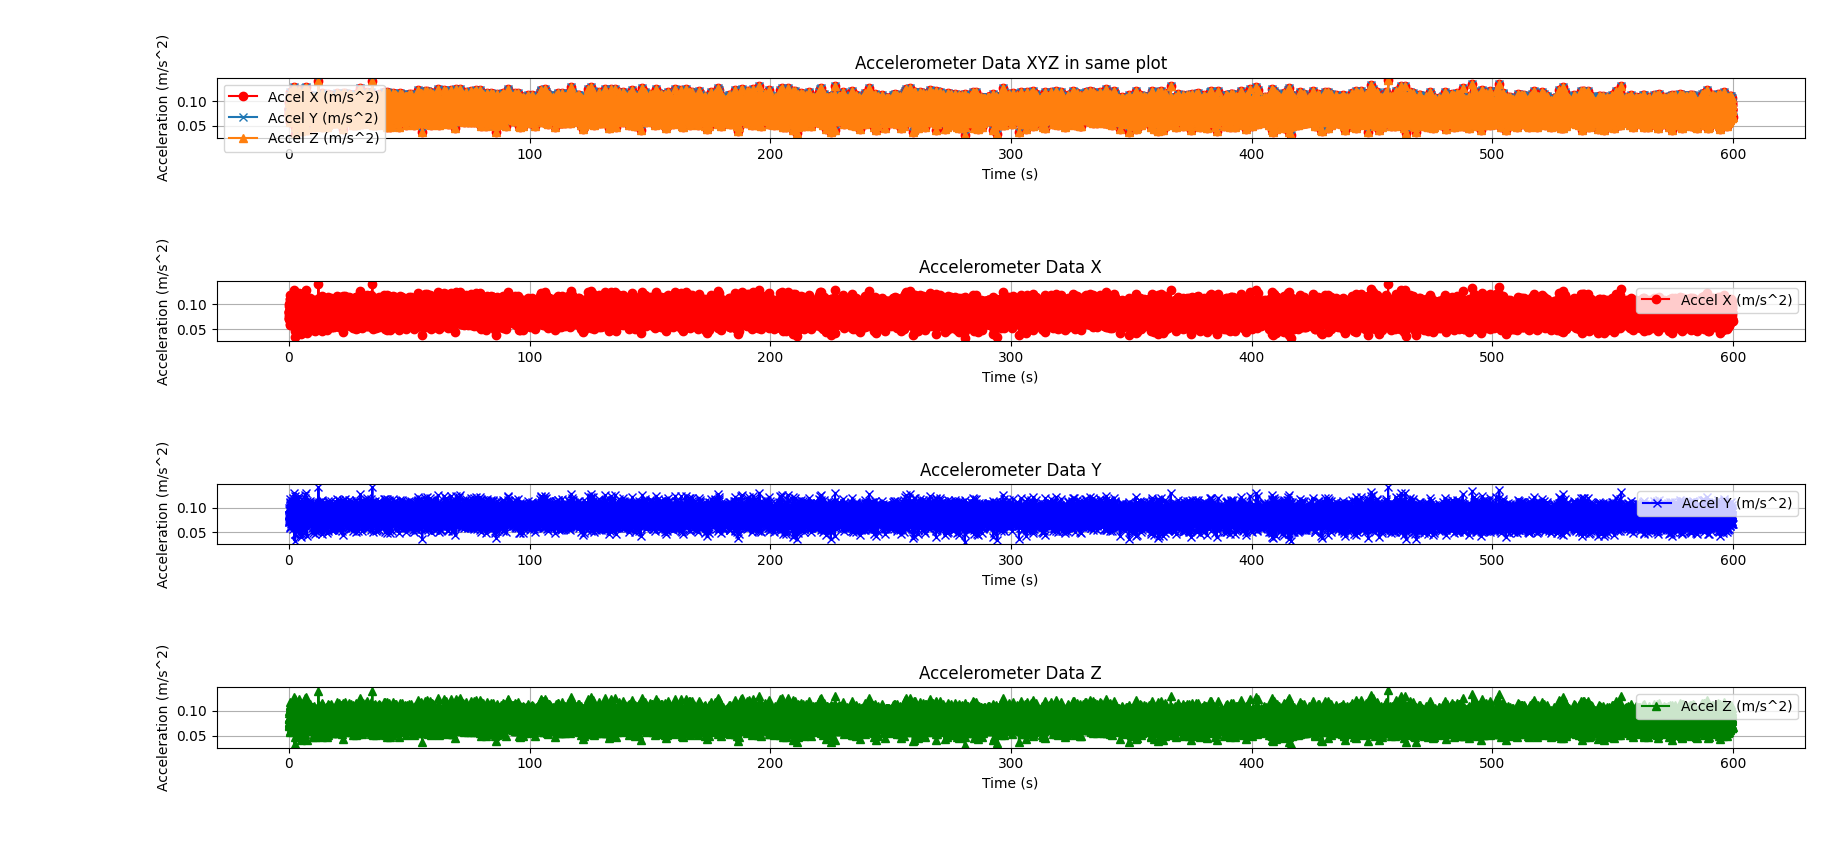 Accelerometer Data XYZ in same plot
Acceleration (m/s^2)
0.10
0.05
Accel X (m/s^2)
Accel Y (m/s^2)
Accel Z (m/s^2)
0 100 200 300 400 500 600
Time (s)
Accelerometer Data X
Acceleration (m/s^2)
0.10
0.05
Accel X (m/s^2)
0 100 200 300 400 500 600
Time (s)
Accelerometer Data Y
Acceleration (m/s^2)
0.10
0.05
Accel Y (m/s^2)
0 100 200 300 400 500 600
Time (s)
Accelerometer Data Z
Acceleration (m/s^2)
0.10
0.05
Accel Z (m/s^2)
0 100 200 300 400 500 600
Time (s)